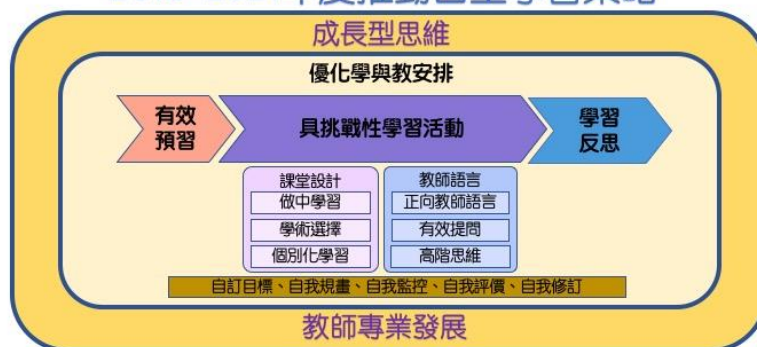 成長型思維
優化學與教安排
有效
預習
具挑戰性學習活動
學習
反思
課堂設計
做中學習
學術選擇
個別化學習
教師語言
正向教師語言
有效提問
高階思維
自訂目標、自我規畫、自我監控、自我評價、自我修訂
教師專業發展